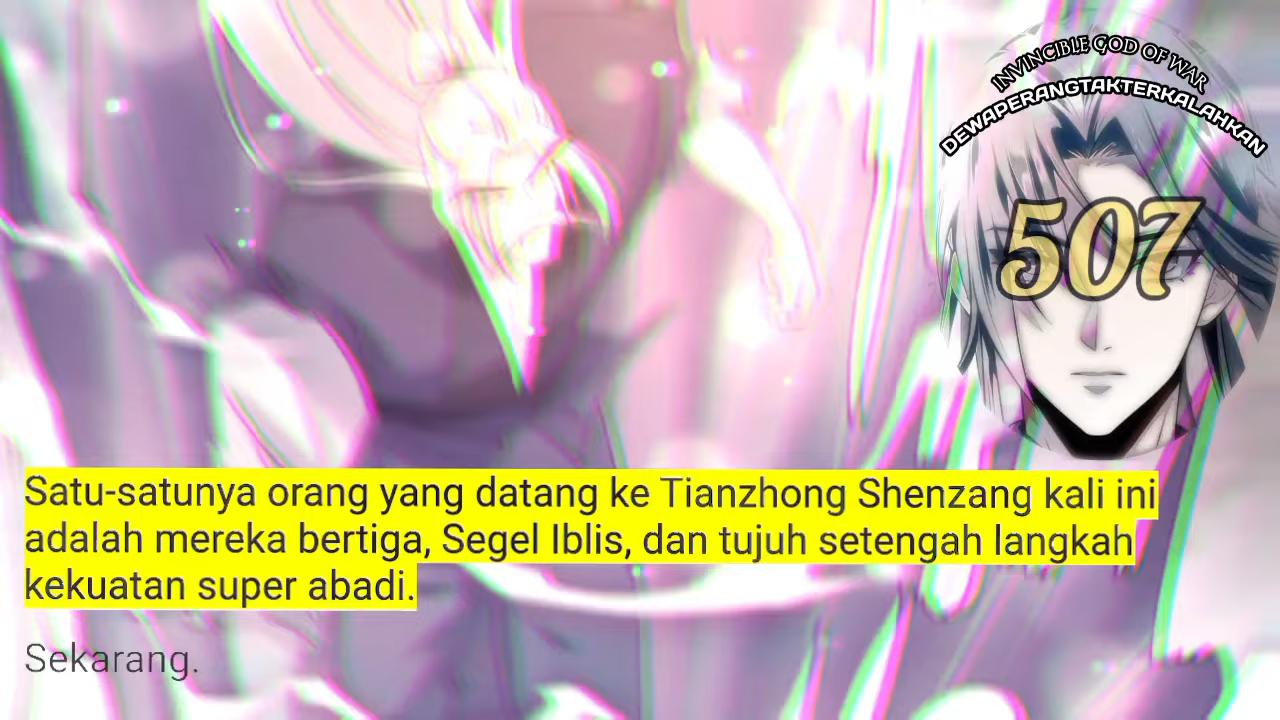 INVINCIBLE GOD OF WAR
DEWAPERANGTAKTERKALAHKAN
507
Satu-satunya orang yang datang ke Tianzhong Shenzang kali ini
adalah mereka bertiga, Segel Iblis, dan tujuh setengah langkah
kekuatan super abadi.
Sekarang.